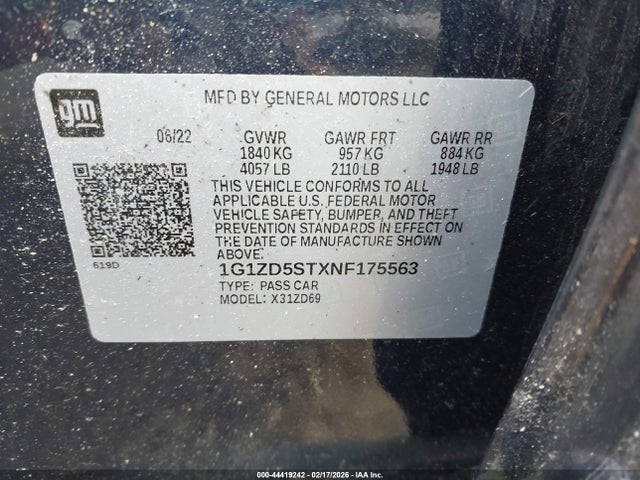 gm
MFD BY GENERAL MOTORS LLC
06/22 GVWR GAWR FRT GAWR RR
1840 KG 957 KG 884 KG
4057 LB 2110 LB 1948 LB
THIS VEHICLE CONFORMS TO ALL
APPLICABLE U.S. FEDERAL MOTOR
VEHICLE SAFETY, BUMPER, AND THEFT
PREVENTION STANDARDS IN EFFECT ON
THE DATE OF MANUFACTURE SHOWN
ABOVE.
619D
1G1ZD5STXNF175563
TYPE: PASS CAR
MODEL: X31ZD69
000-44419242 - 02/17/2026 - IAA Inc.